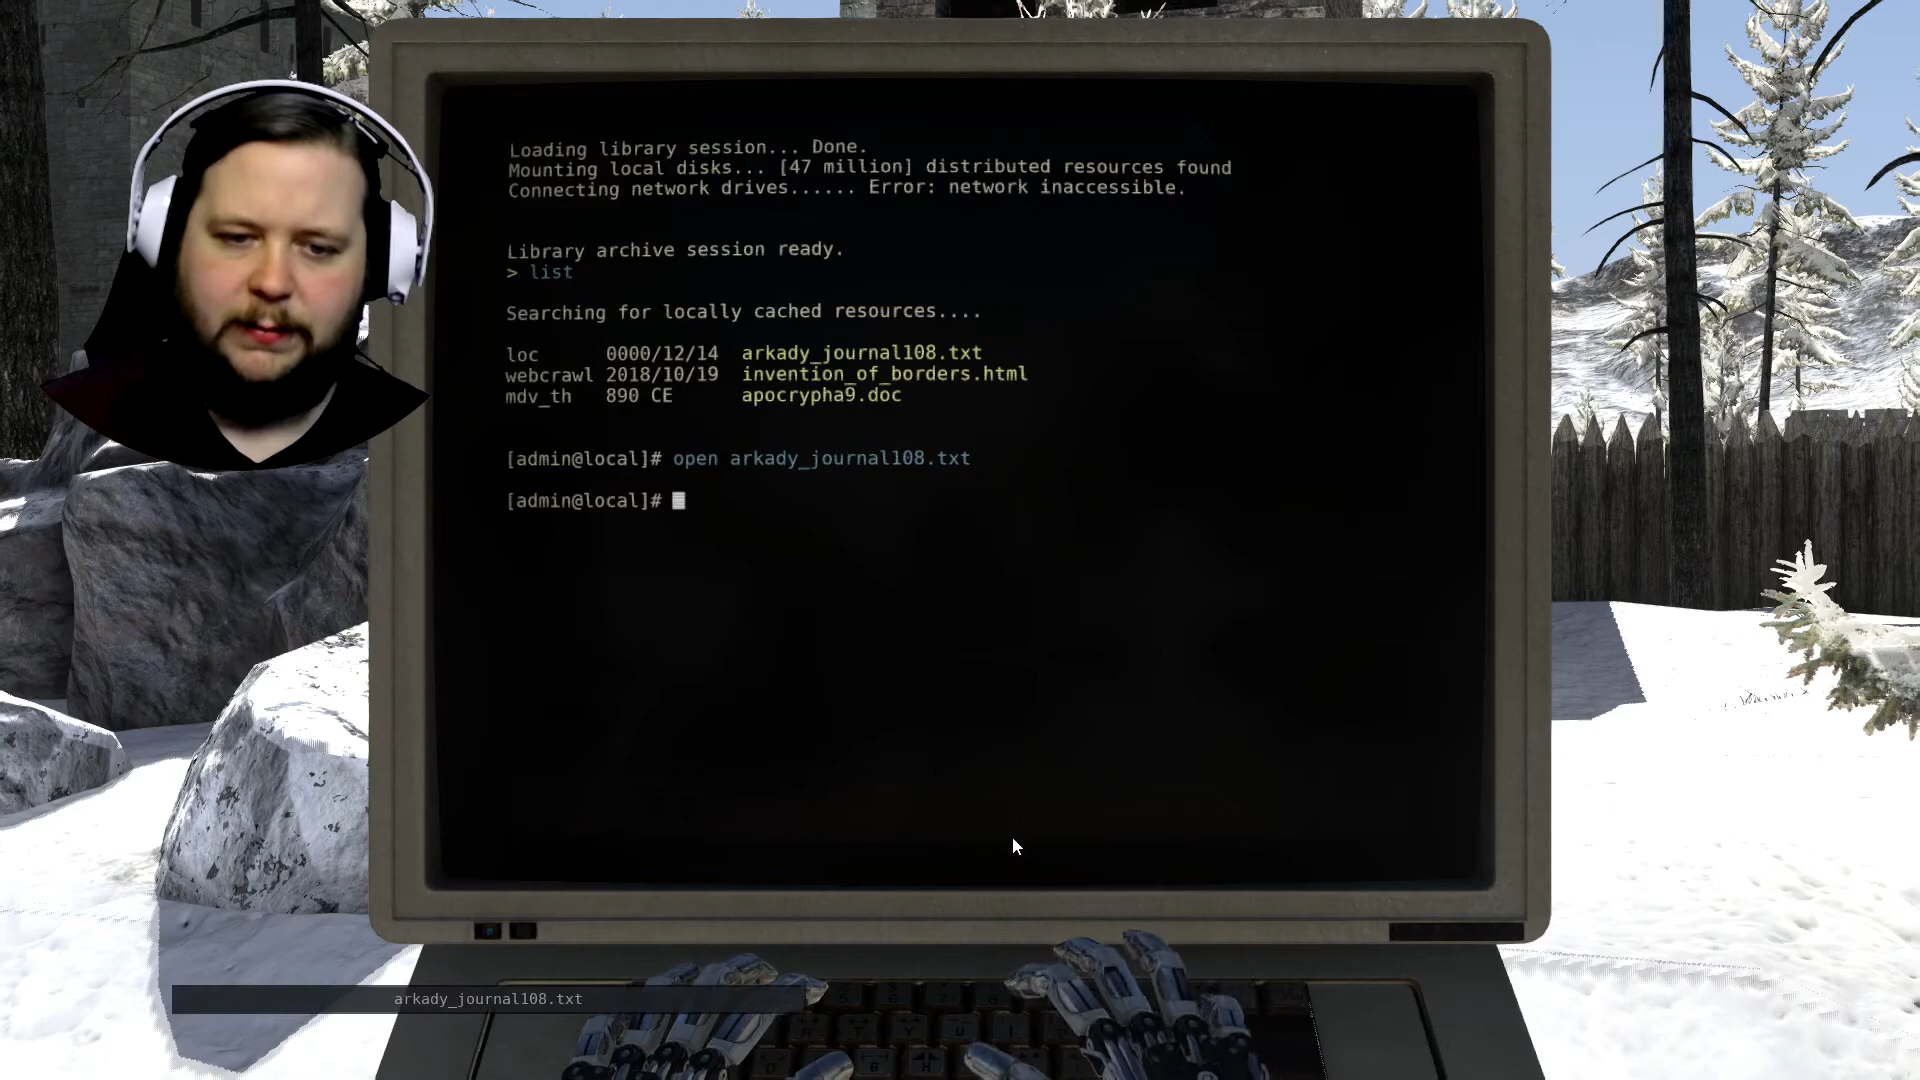 Loading library session... Done.
Mounting local disks... [47 million] distributed resources found
Connecting network drives...... Error: network inaccessible.
Library archive session ready.
> list
Searching for locally cached resources....
loc 0000/12/14 arkady_journal108.txt
webcrawl 2018/10/19 invention_of_borders.html
mdv_th 890 CE apocrypha9.doc
[admin@local]# open arkady_journal108.txt
[admin@local]#
arkady_journal108.txt